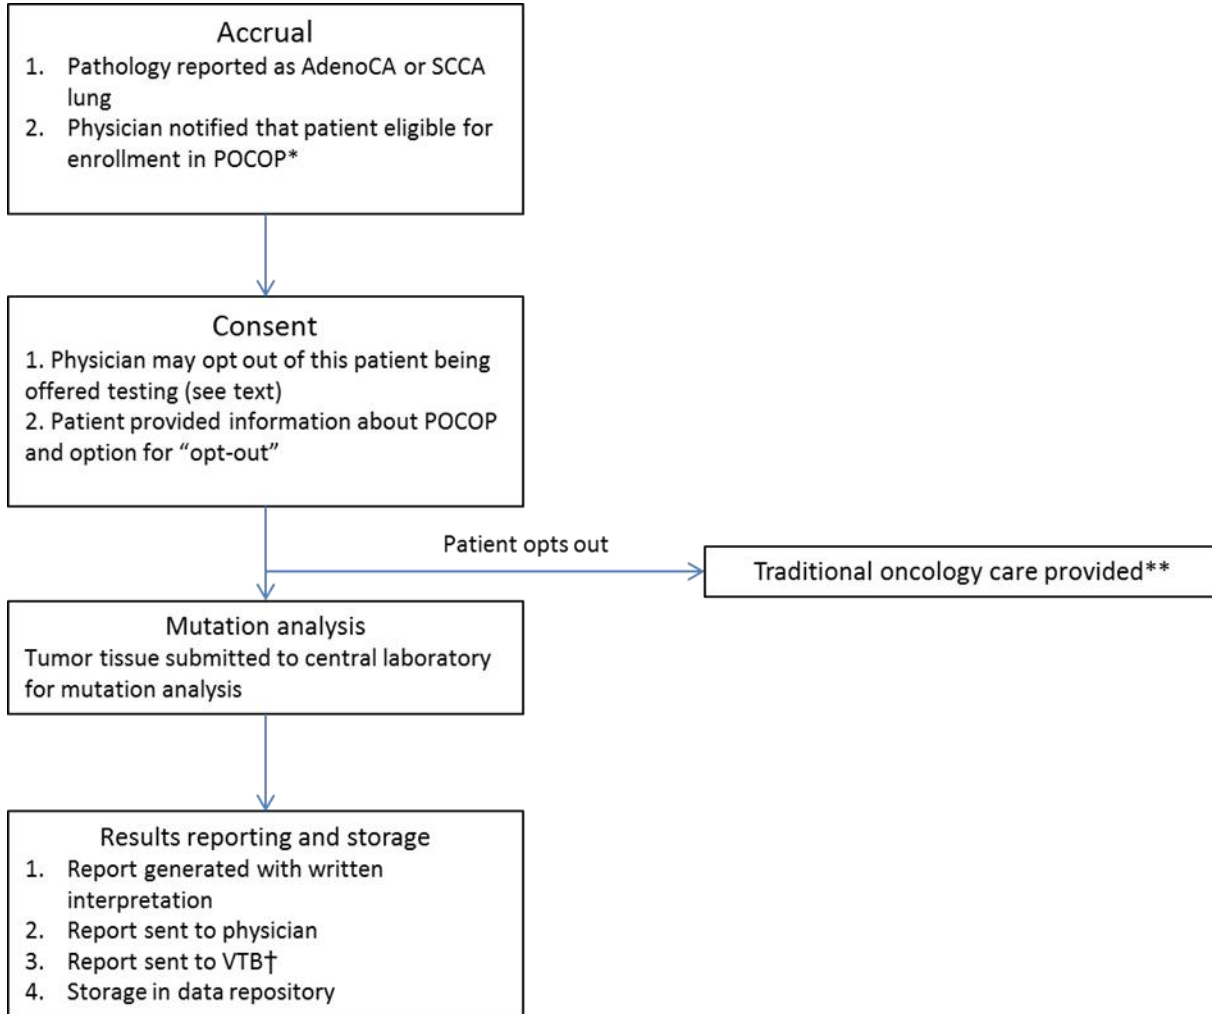 Accrual
1. Pathology reported as AdenoCA or SCCA
lung
2. Physician notified that patient eligible for
enrollment in POCOP*
Consent
1. Physician may opt out of this patient being
offered testing (see text)
2. Patient provided information about POCOP
and option for “opt-out”
Patient opts out
Traditional oncology care provided**
Mutation analysis
Tumor tissue submitted to central laboratory
for mutation analysis
Results reporting and storage
1. Report generated with written
interpretation
2. Report sent to physician
3. Report sent to VTB†
4. Storage in data repository